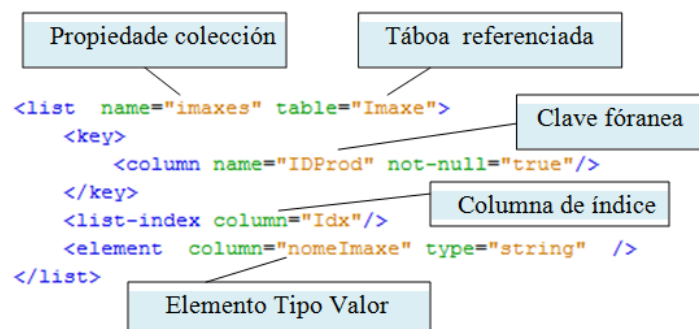 Propiedade colección
Táboa referenciada
<list name="imaxes" table="Imaxe">
Clave fóranea
<key>
<column name="IDProd" not-null="true"/>
</key>
Columna de índice
<list-index column="Idx"/>
<element column="nomeImaxe" type="string" />
</list>
Elemento Tipo Valor